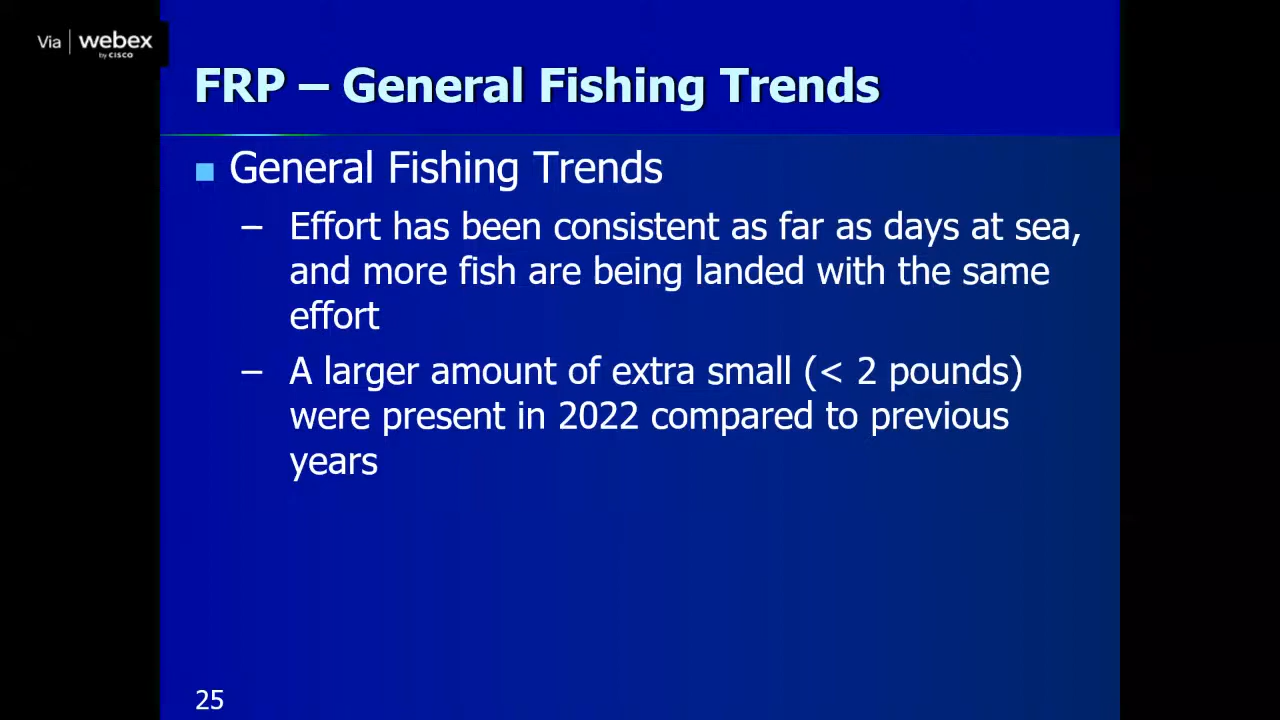 Via webex
by CISCO
FRP – General Fishing Trends
General Fishing Trends
– Effort has been consistent as far as days at sea,
and more fish are being landed with the same
effort
– A larger amount of extra small (< 2 pounds)
were present in 2022 compared to previous
years
25